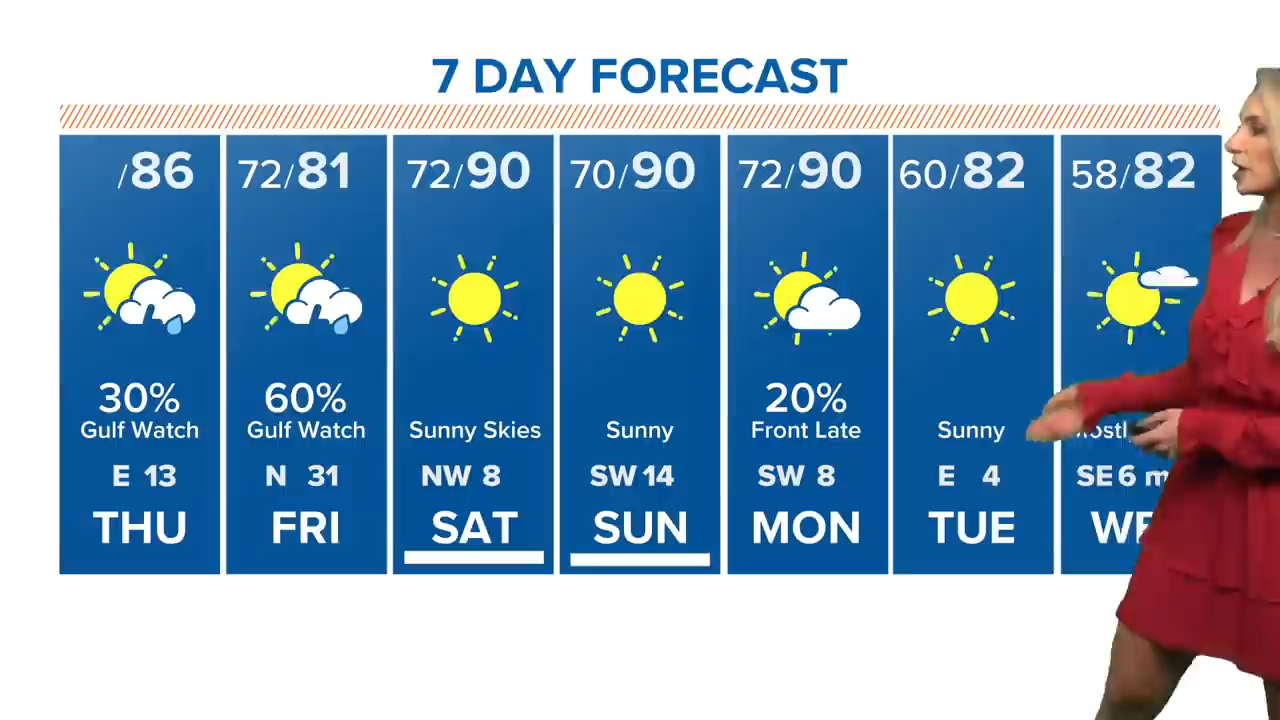 7 DAY FORECAST
/86 72/81 72/90 70/90 72/90 60/82 58/82
30% 60% 20%
Gulf Watch Gulf Watch Sunny Skies Sunny Front Late Sunny
E 13 N 31 NW 8 SW 14 SW 8 E 4 SE 6
THU FRI SAT SUN MON TUE